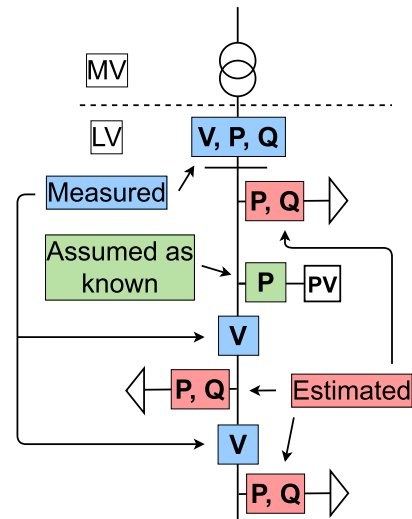 MV
LV
V, P, Q
Measured
P, Q
Assumed as
known
P
PV
V
P, Q
Estimated
V
P, Q